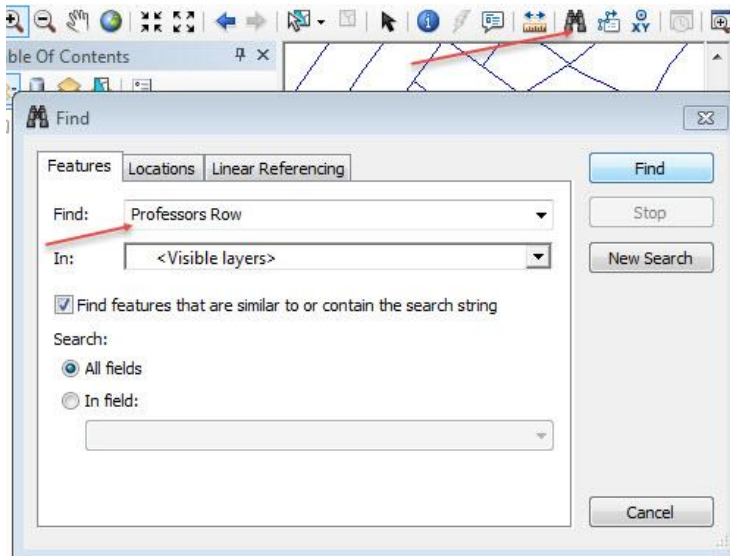 XY
ble Of Contents
Find
Features Locations Linear Referencing
Find
Find: Professors Row
Stop
In: <Visible layers>
New Search
Find features that are similar to or contain the search string
Search:
All fields
In field:
Cancel